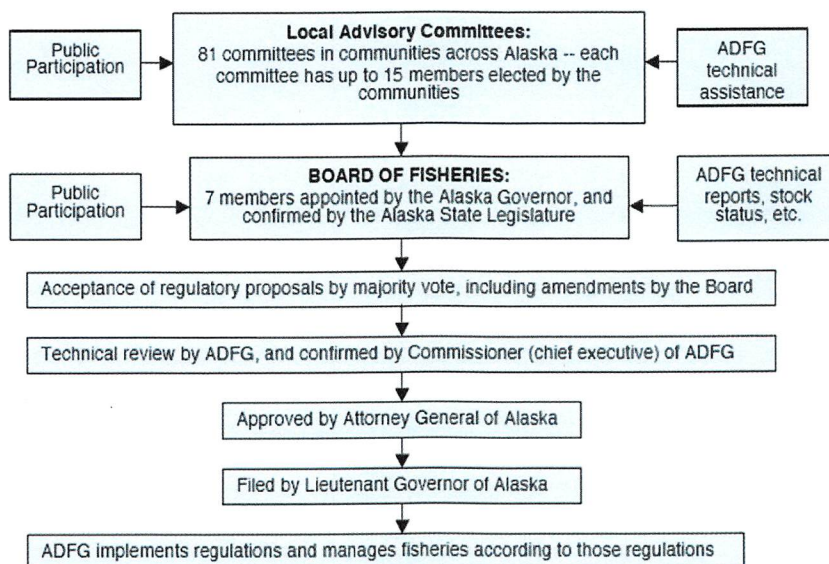 Public
Participation
Local Advisory Committees:
81 committees in communities across Alaska -- each
committee has up to 15 members elected by the
communities
ADFG
technical
assistance
Public
Participation
BOARD OF FISHERIES:
7 members appointed by the Alaska Governor, and
confirmed by the Alaska State Legislature
ADFG technical
reports, stock
status, etc.
Acceptance of regulatory proposals by majority vote, including amendments by the Board
Technical review by ADFG, and confirmed by Commissioner (chief executive) of ADFG
Approved by Attorney General of Alaska
Filed by Lieutenant Governor of Alaska
ADFG implements regulations and manages fisheries according to those regulations